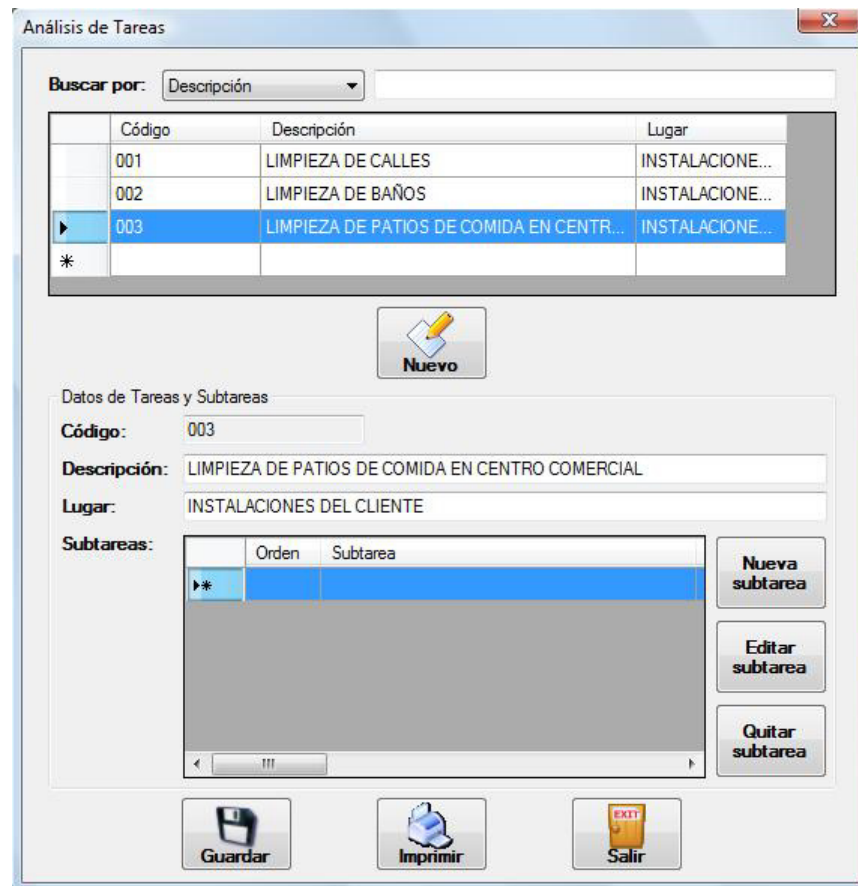 Análisis de Tareas
Buscar por: Descripción
Código Descripción Lugar
001 LIMPIEZA DE CALLES INSTALACIONE...
002 LIMPIEZA DE BAÑOS INSTALACIONE...
003 LIMPIEZA DE PATIOS DE COMIDA EN CENTR... INSTALACIONE...
Nuevo
Datos de Tareas y Subtareas
Código: 003
Descripción: LIMPIEZA DE PATIOS DE COMIDA EN CENTRO COMERCIAL
Lugar: INSTALACIONES DEL CLIENTE
Subtareas:
Orden Subtarea
Nueva
subtarea
Editar
subtarea
Quitar
subtarea
Guardar
Imprimir
EXIT
Salir